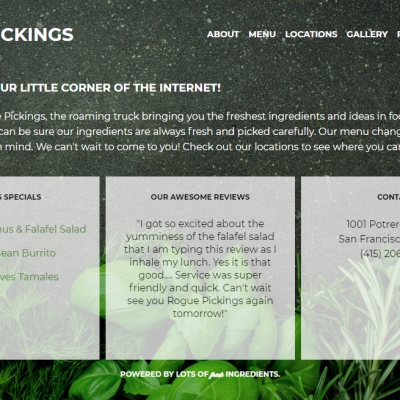 CKINGS
ABOUT MENU LOCATIONS GALLERY
UR LITTLE CORNER OF THE INTERNET!
Pickings, the roaming truck bringing you the freshest ingredients and ideas in fo
can be sure our ingredients are always fresh and picked carefully. Our menu chang
mind. We can't wait to come to you! Check out our locations to see where you ca
SPECIALS
us & Falafel Salad
ean Burrito
ves Tamales
OUR AWESOME REVIEWS
"I got so excited about the
yumminess of the falafel salad
that I am typing this review as I
inhale my lunch. Yes it is that
good.... Service was super
friendly and quick. Can't wait
see you Rogue Pickings again
tomorrow!"
CONT
1001 Potrer
San Francisc
(415) 206
POWERED BY LOTS OF INGREDIENTS.